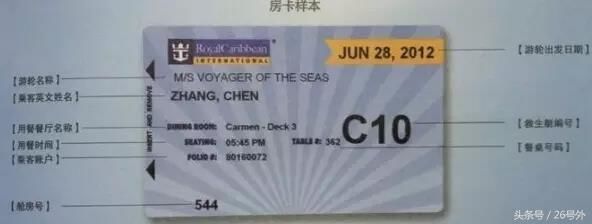 房卡样本
RoyalCaribbean
INTERNATIONAL
JUN 28, 2012
【游轮出发日期】
【游轮名称】
M/S VOYAGER OF THE SEAS
【乘客英文姓名】
ZHANG, CHEN
INSERT AND REMOVE
【用餐餐厅名称】
DINING ROOM: Carmen - Deck 3
C10
【救生艇编号】
【用餐时间】
SEATING: 05:45 PM TABLE #: 362
【餐桌号码】
【乘客账户】
FOLIO #: 80160072
【舱房号】
544
头条号 / 26号外